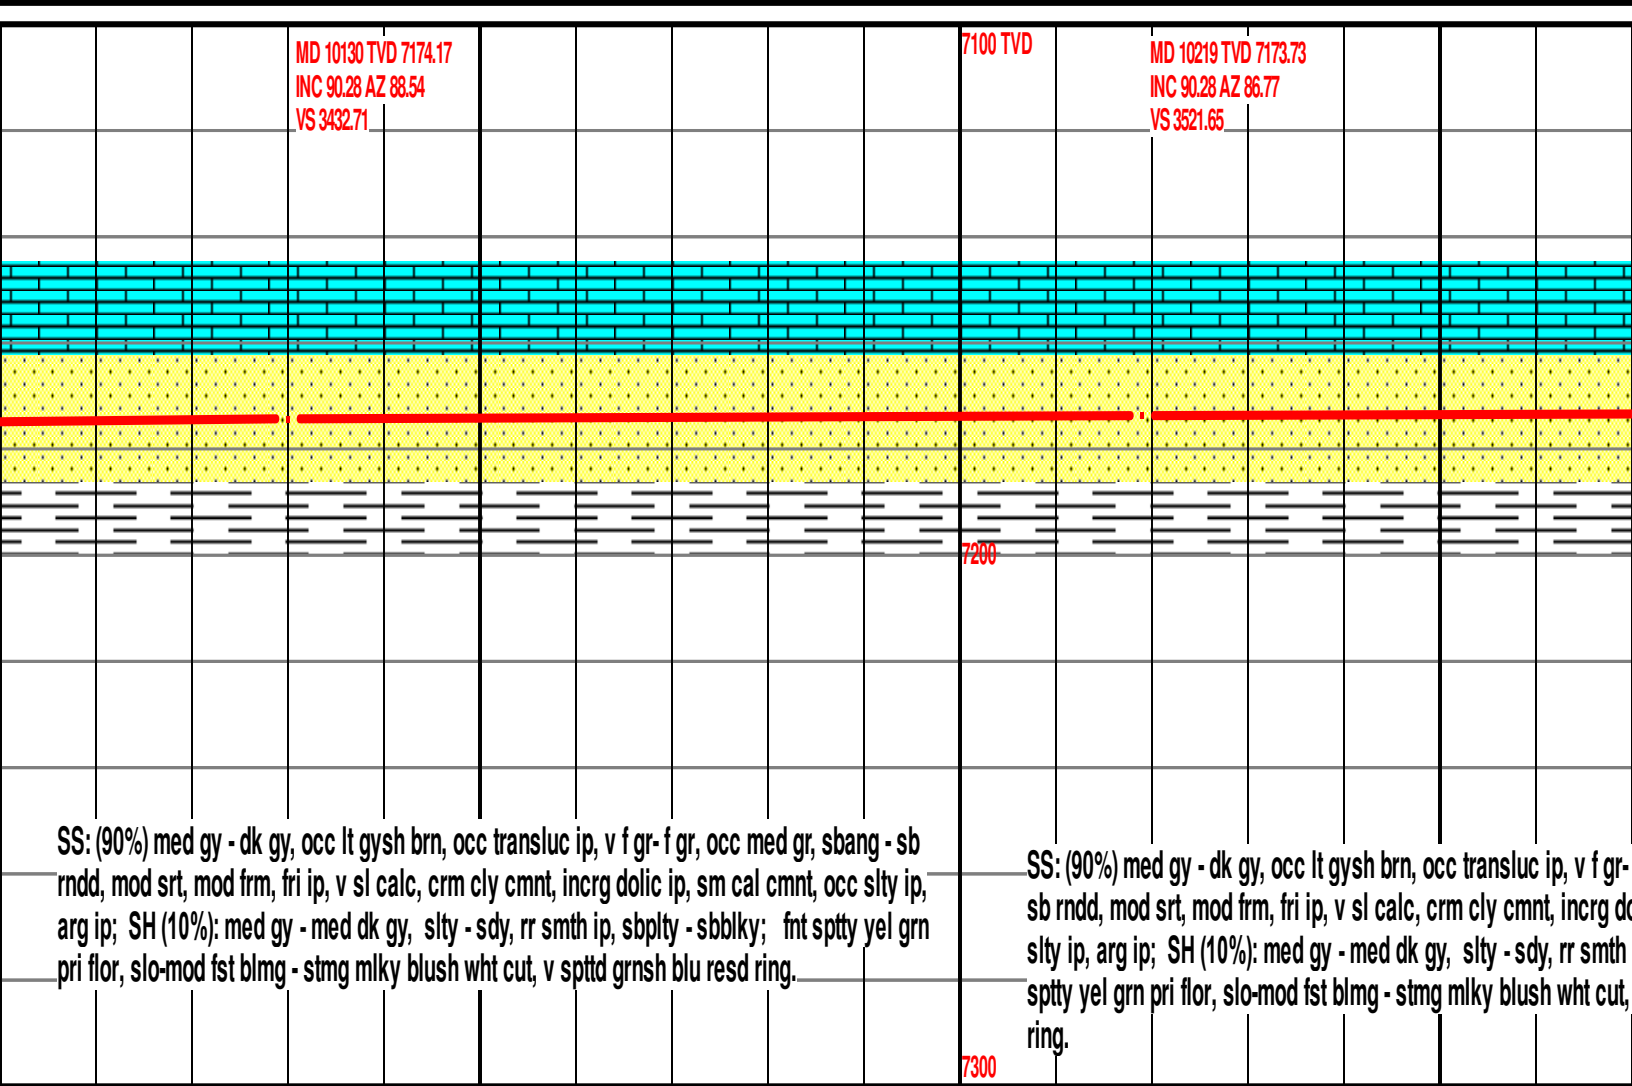 MD 10130 TVD 7174.17
INC 90.28 AZ 88.54
VS 3432.71
7100 TVD
MD 10219 TVD 7173.73
INC 90.28 AZ 86.77
VS 3521.65
7200
SS: (90%) med gy - dk gy, occ lt gysh brn, occ transluc ip, v f gr- f gr, occ med gr, sbang - sb
rndd, mod srt, mod frm, fri ip, v sl calc, crm cly cmnt, incrg dolic ip, sm cal cmnt, occ slty ip,
arg ip;  SH (10%): med gy - med dk gy,  slty - sdy, rr smth ip, sbplty - sbblky;   fnt sptty yel grn
pri flor, slo-mod fst blmg - stmg mlky blush wht cut, v spttd grnsh blu resd ring.
SS: (90%) med gy - dk gy, occ lt gysh brn, occ transluc ip, v f gr-
sb rndd, mod srt, mod frm, fri ip, v sl calc, crm cly cmnt, incrg do
slty ip, arg ip;  SH (10%): med gy - med dk gy,  slty - sdy, rr smth
sptty yel grn pri flor, slo-mod fst blmg - stmg mlky blush wht cut,
ring.
7300